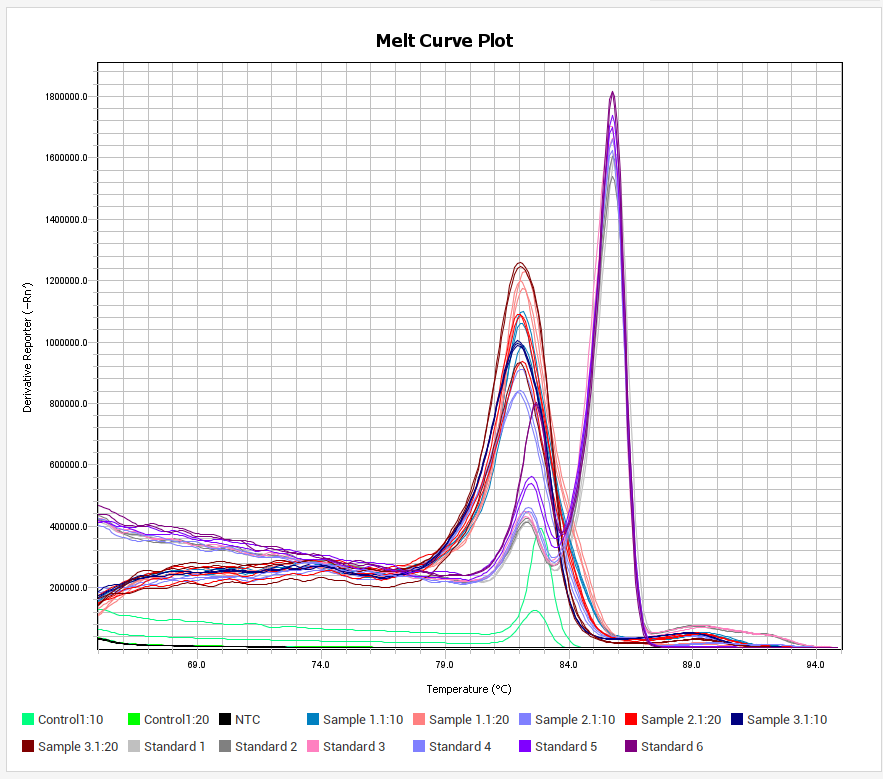 Melt Curve Plot
1800000.0
1600000.0
1400000.0
1200000.0
1000000.0
800000.0
600000.0
400000.0
200000.0
Derivative Reporter (−Rn')
69.0 74.0 79.0 84.0 89.0 94.0
Temperature (°C)
Control1:10 Control1:20 NTC Sample 1.1:10 Sample 1.1:20 Sample 2.1:10 Sample 2.1:20 Sample 3.1:10
Sample 3.1:20 Standard 1 Standard 2 Standard 3 Standard 4 Standard 5 Standard 6